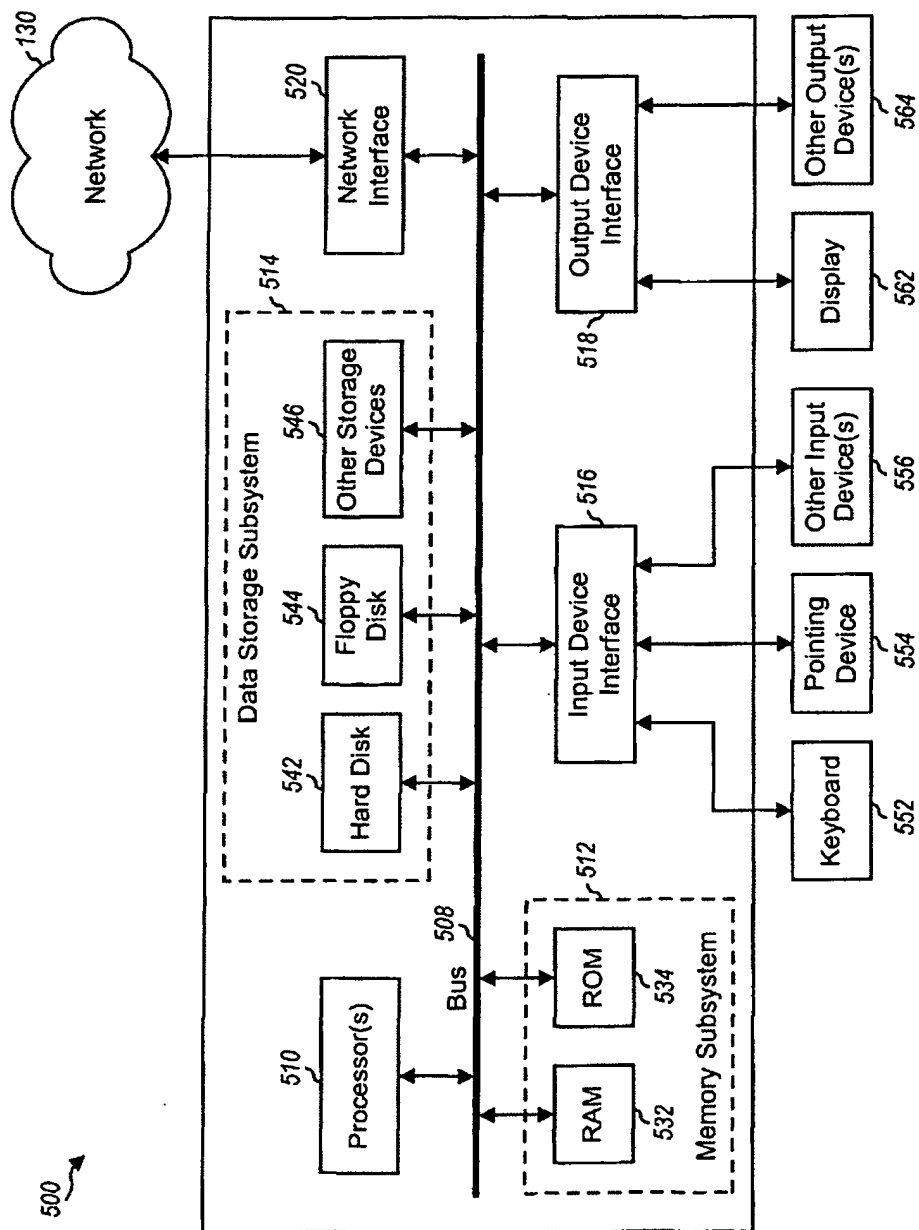 500
Network
130
510
Processor(s)
Data Storage Subsystem
514
542
Hard Disk
544
Floppy
Disk
546
Other Storage
Devices
520
Network
Interface
Bus
508
RAM
532
ROM
534
512
Memory Subsystem
Input Device
Interface
516
Output Device
Interface
518
Keyboard
552
Pointing
Device
554
Other Input
Device(s)
556
Display
562
Other Output
Device(s)
564